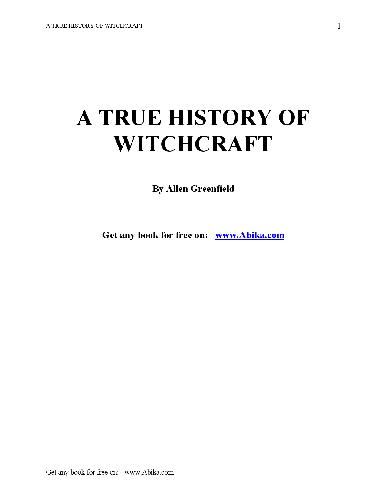 A TRUE HISTORY OF WITCHCRAFT 1
A TRUE HISTORY OF
WITCHCRAFT
By Allen Greenfield
Get any book for free on: www.Abika.com
Get any book for free on: www.Abika.com